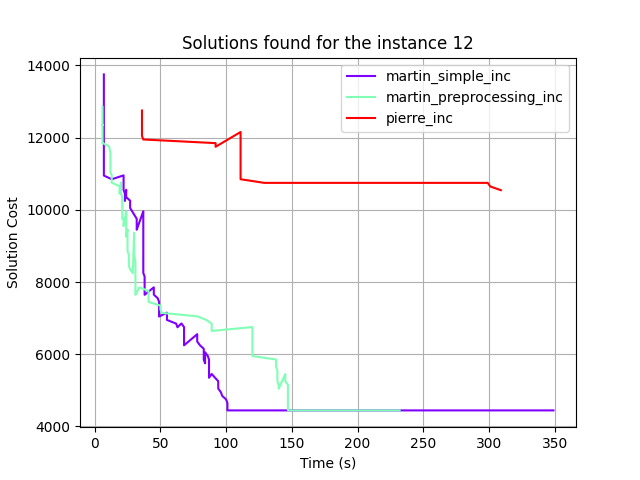 Solutions found for the instance 12
martin_simple_inc
martin_preprocessing_inc
pierre_inc
Solution Cost
14000
12000
10000
8000
6000
4000
0
50
100
150
200
250
300
350
Time (s)